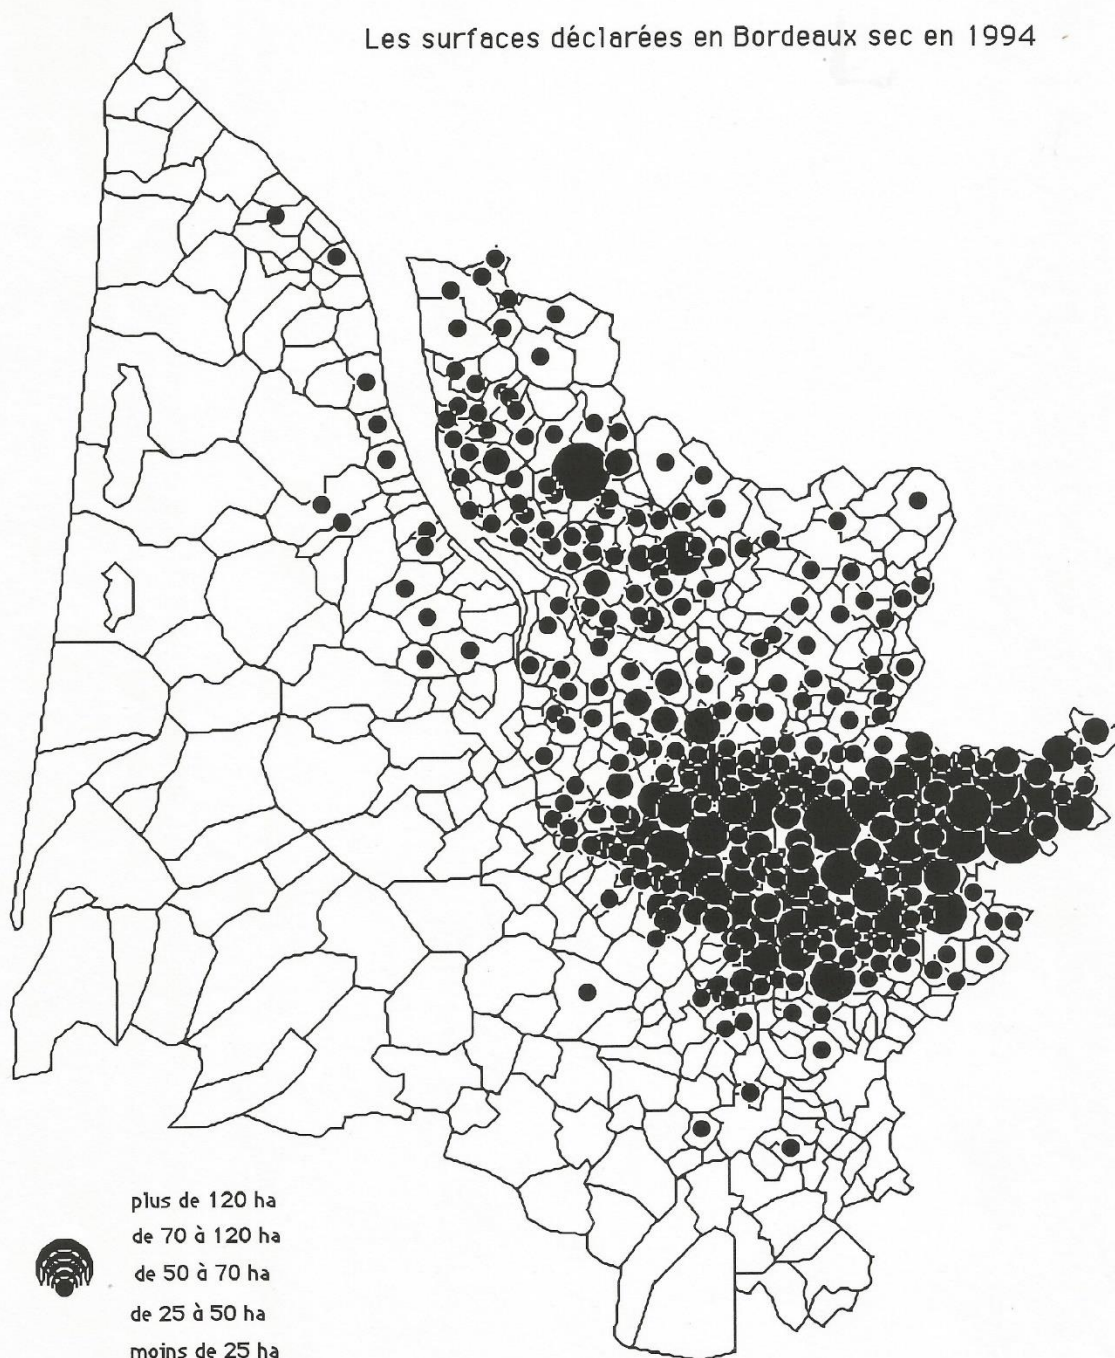 Les surfaces déclarées en Bordeaux sec en 1994
plus de 120 ha
de 70 à 120 ha
de 50 à 70 ha
de 25 à 50 ha
moins de 25 ha